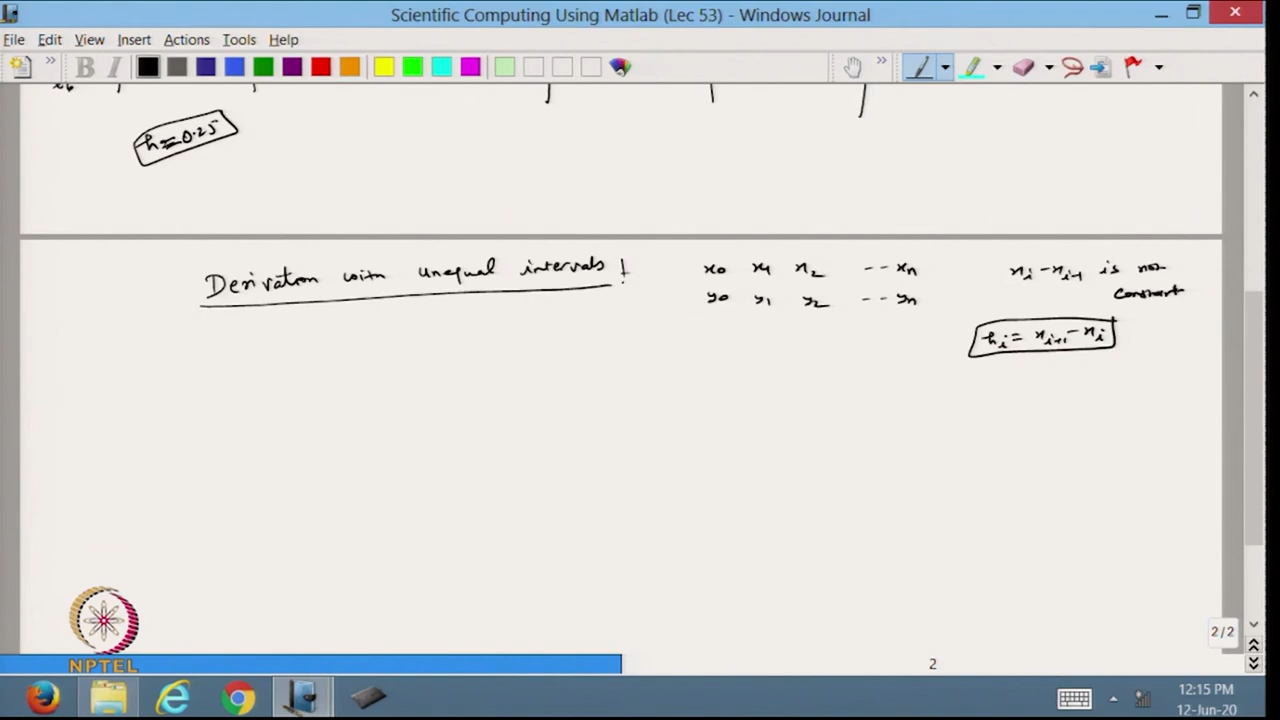 Scientific Computing Using Matlab (Lec 53) - Windows Journal
File Edit View Insert Actions Tools Help
h=0.25
Derivation with unequal intervals !
x0 x1 x2 -- xn
y0 y1 y2 -- yn
xi - xi-1 is not
constant
hi = xi+1 - xi
2/2
NPTEL
2
12:15 PM
12-Jun-20